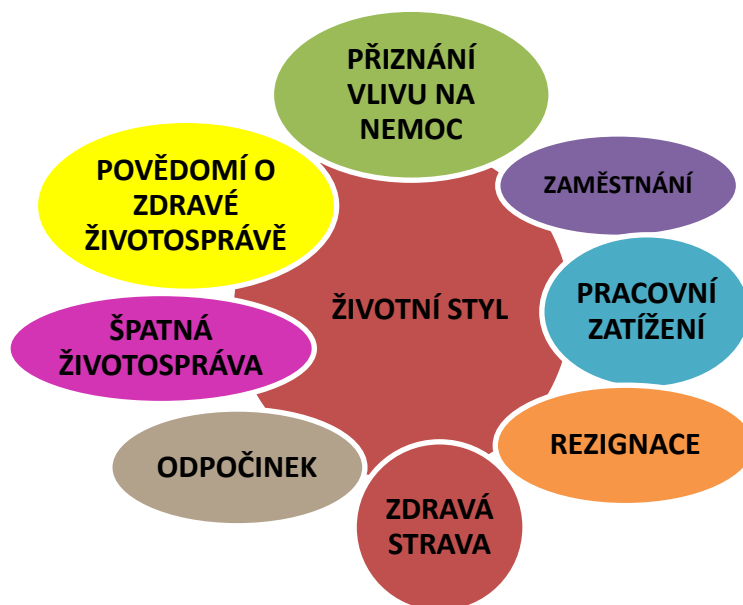 PŘIZNÁNÍ
VLIVU NA
NEMOC
POVĚDOMÍ O
ZDRAVÉ
ŽIVOTOSPRÁVĚ
ZAMĚSTNÁNÍ
ŽIVOTNÍ STYL
PRACOVNÍ
ZATÍŽENÍ
ŠPATNÁ
ŽIVOTOSPRÁVA
REZIGNACE
ODPOČINEK
ZDRAVÁ
STRAVA